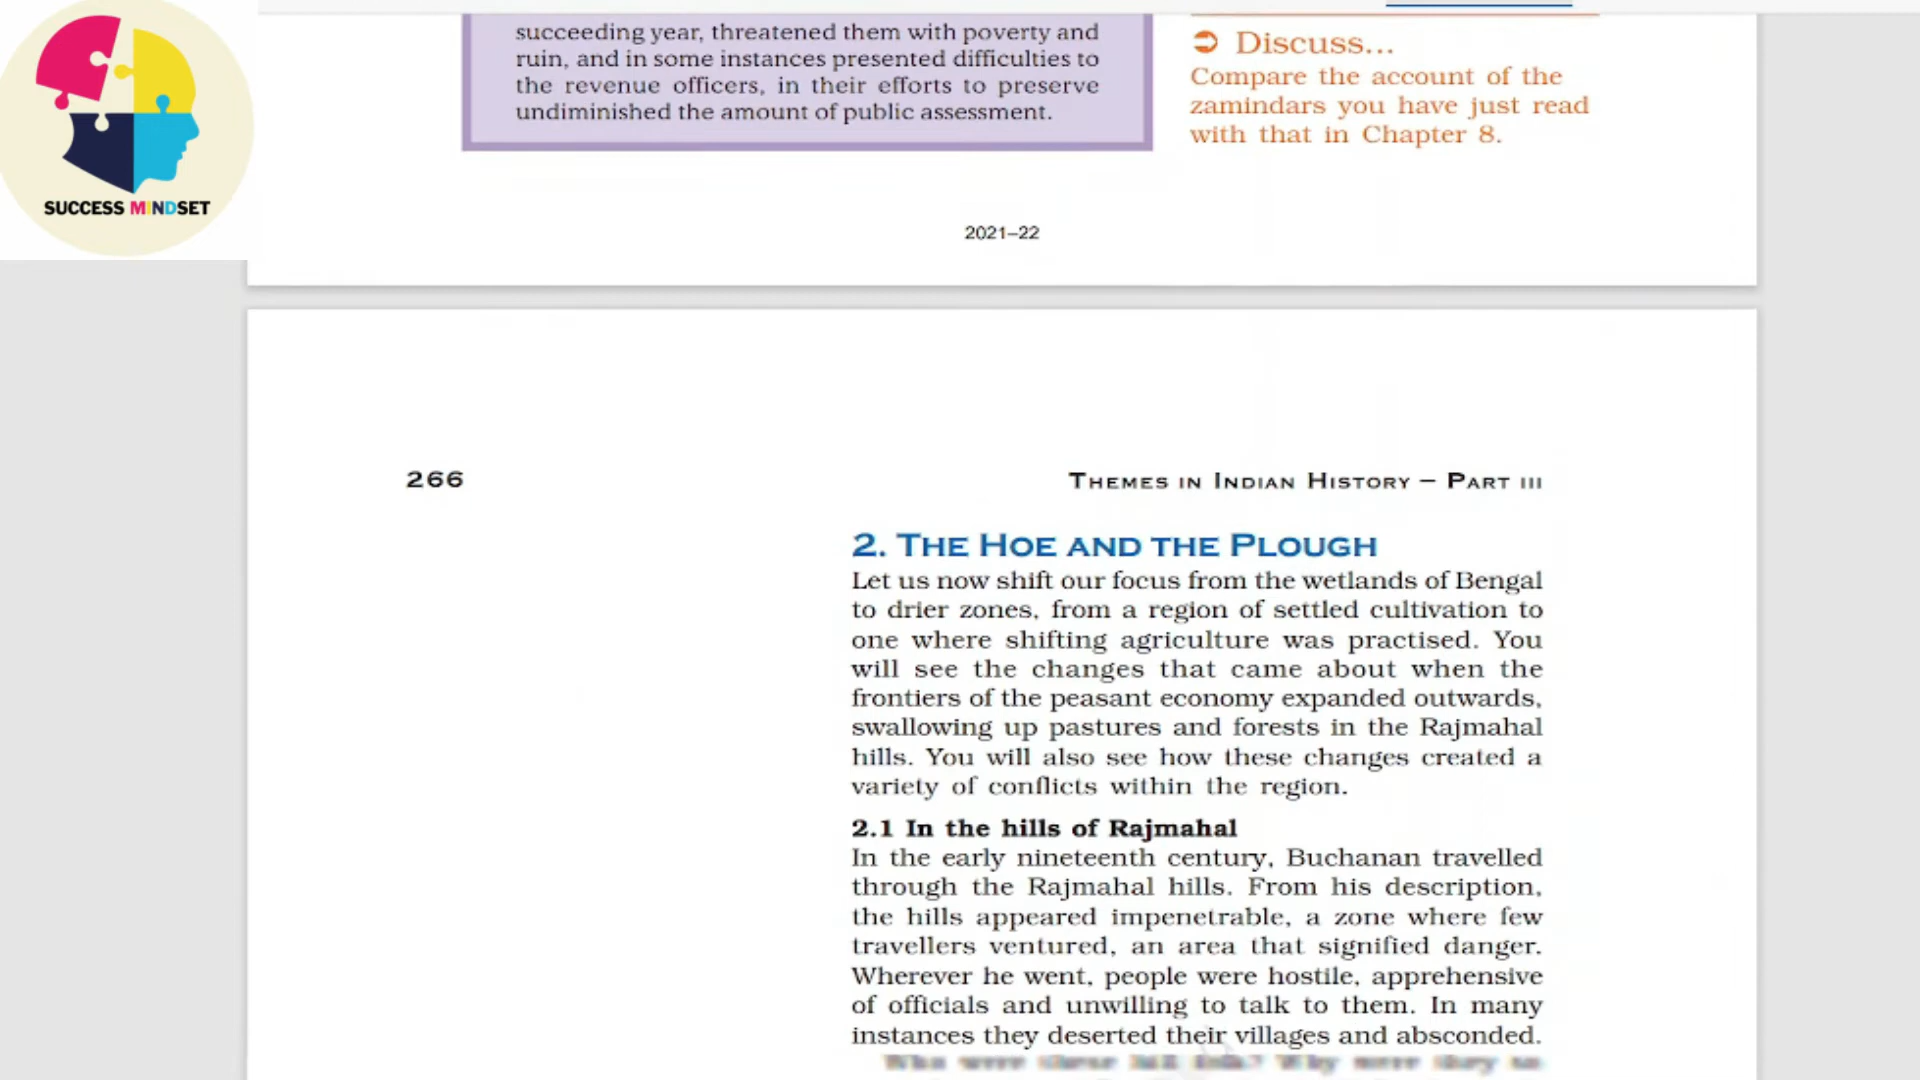 succeeding year, threatened them with poverty and
ruin, and in some instances presented difficulties to
the revenue officers, in their efforts to preserve
undiminished the amount of public assessment.
Discuss...
Compare the account of the
zamindars you have just read
with that in Chapter 8.
SUCCESS MINDSET
2021–22
266
THEMES IN INDIAN HISTORY – PART III
2. THE HOE AND THE PLOUGH
Let us now shift our focus from the wetlands of Bengal
to drier zones, from a region of settled cultivation to
one where shifting agriculture was practised. You
will see the changes that came about when the
frontiers of the peasant economy expanded outwards,
swallowing up pastures and forests in the Rajmahal
hills. You will also see how these changes created a
variety of conflicts within the region.
2.1 In the hills of Rajmahal
In the early nineteenth century, Buchanan travelled
through the Rajmahal hills. From his description,
the hills appeared impenetrable, a zone where few
travellers ventured, an area that signified danger.
Wherever he went, people were hostile, apprehensive
of officials and unwilling to talk to them. In many
instances they deserted their villages and absconded.